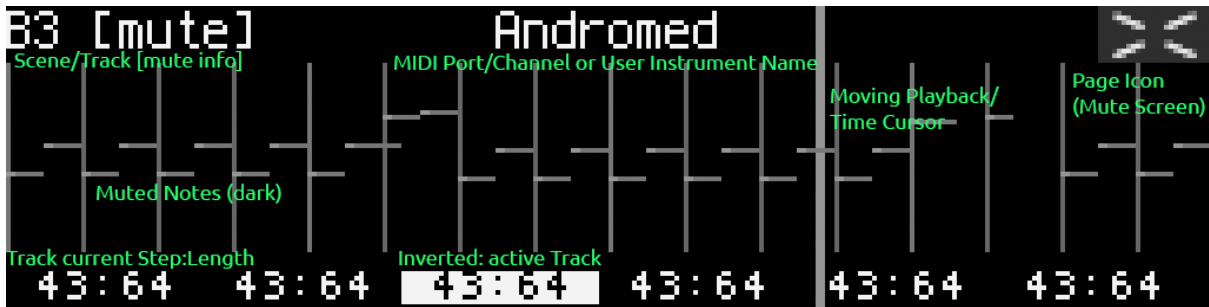 B3 [mute] Andromed
Scene/Track [mute info] MIDI Port/Channel or User Instrument Name
Page Icon
(Mute Screen)
Moving Playback/
Time Cursor
Muted Notes (dark)
Track current Step:Length Inverted: active Track
43:64 43:64 43:64 43:64 43:64 43:64